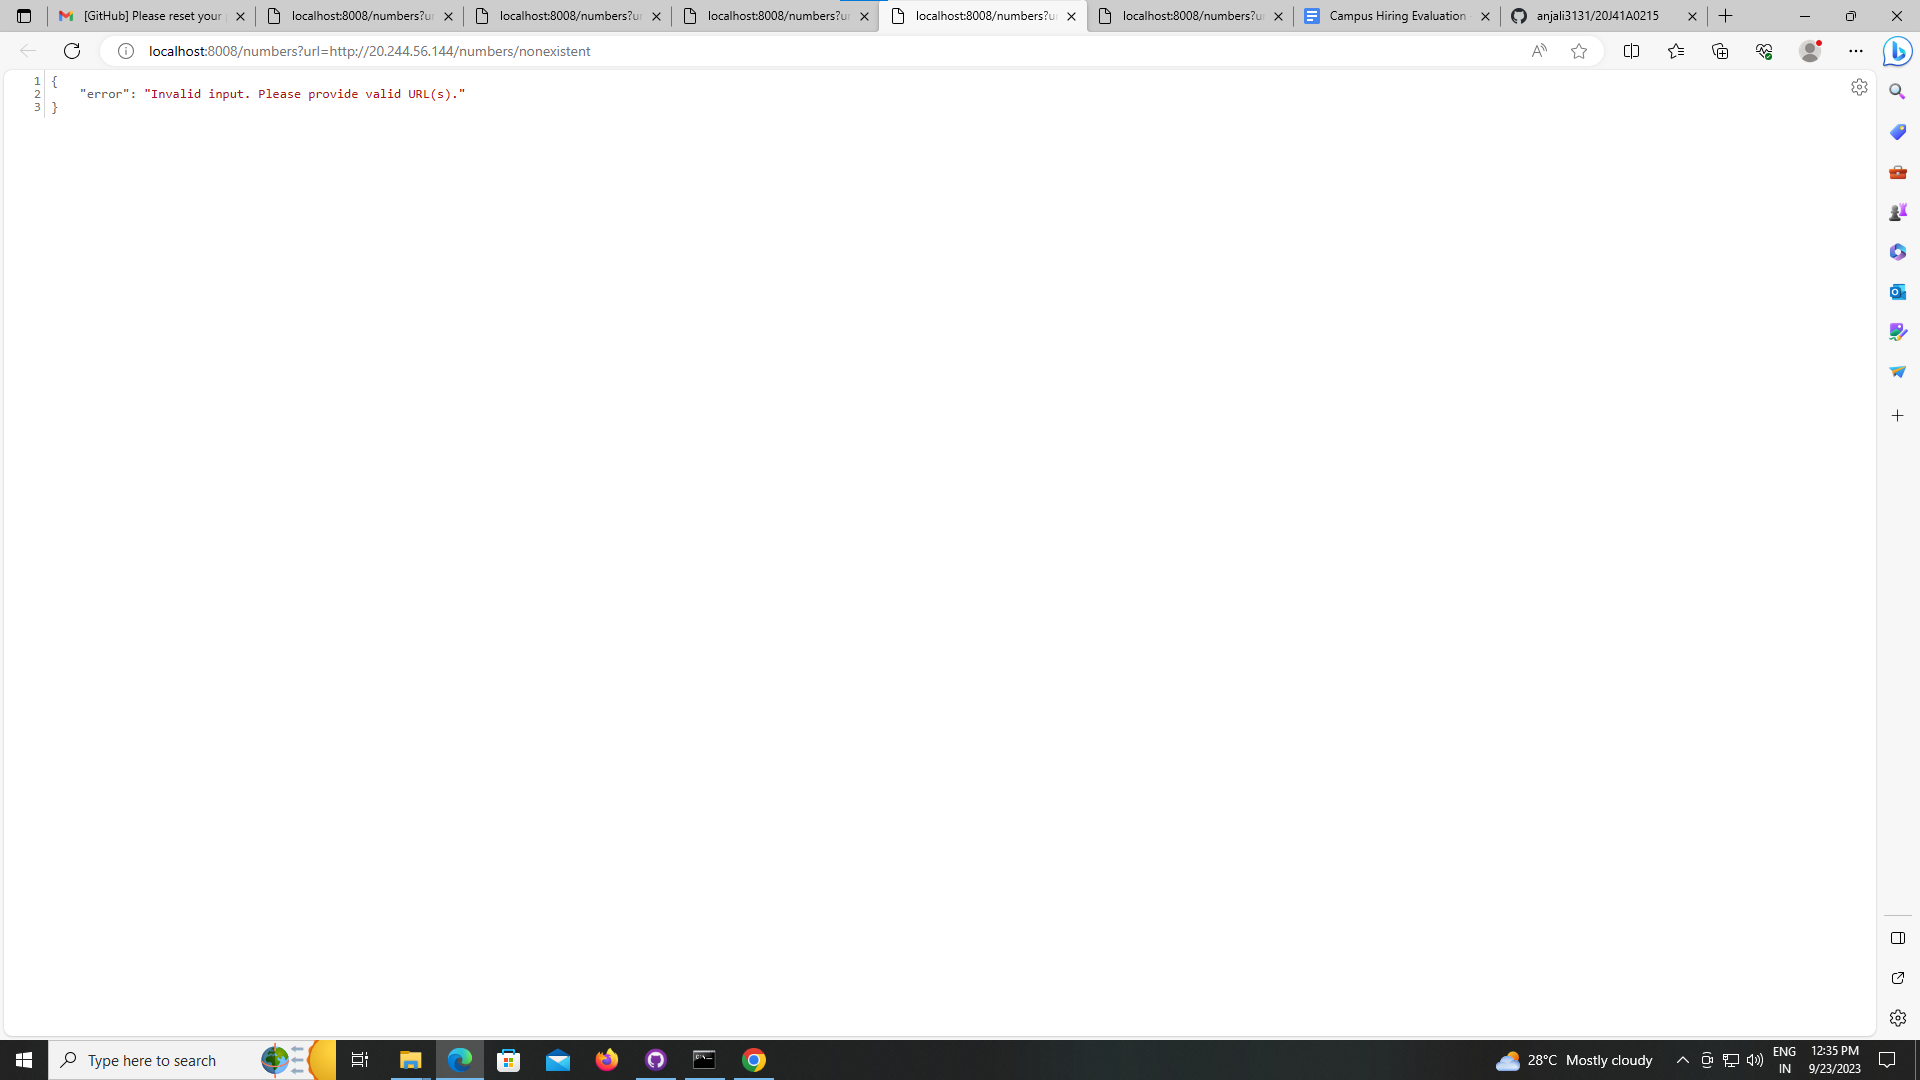 [GitHub] Please reset your
localhost:8008/numbers?ur
localhost:8008/numbers?ur
localhost:8008/numbers?ur
localhost:8008/numbers?ur
localhost:8008/numbers?ur
Campus Hiring Evaluation
anjali3131/20J41A0215
localhost:8008/numbers?url=http://20.244.56.144/numbers/nonexistent
1 {
2 "error": "Invalid input. Please provide valid URL(s)."
3 }
Type here to search
28°C Mostly cloudy
ENG
IN
12:35 PM
9/23/2023